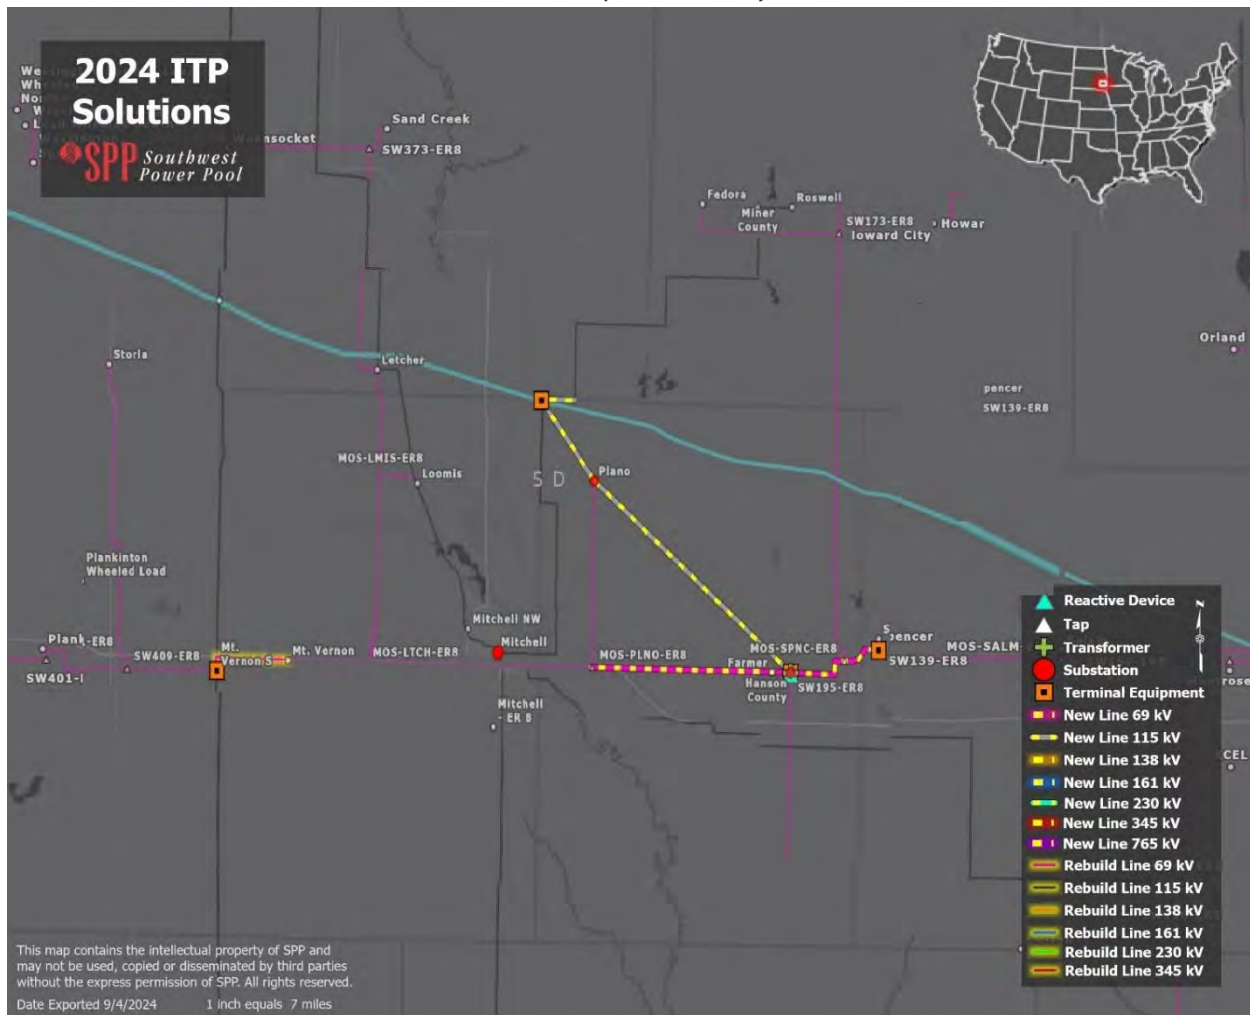 2024 ITP
Solutions
SPP Southwest
Power Pool
Sand Creek
SW373-ER8
Fedora
Roswell
Miner
County
SW173-ER8
Howar
Howard City
Storla
Letcher
Orland
pencer
SW139-ER8
MOS-LMIS-ER8
Loomis
S D
Plano
Plankinton
Wheeled Load
Mitchell NW
Mitchell
Plank-ER8
SW409-ER8
SW401-I
Mt.
Vernon S
Mt. Vernon
MOS-LTCH-ER8
MOS-PLNO-ER8
MOS-SPNC-ER8
Farmer
Hanson
County
SW195-ER8
Spencer
SW139-ER8
MOS-SALM
Mitchell
- ER 8
CEL
Reactive Device
N
Tap
Transformer
Substation
Terminal Equipment
New Line 69 kV
New Line 115 kV
New Line 138 kV
New Line 161 kV
New Line 230 kV
New Line 345 kV
New Line 765 kV
Rebuild Line 69 kV
Rebuild Line 115 kV
Rebuild Line 138 kV
Rebuild Line 161 kV
Rebuild Line 230 kV
Rebuild Line 345 kV
This map contains the intellectual property of SPP and
may not be used, copied or disseminated by third parties
without the express permission of SPP. All rights reserved.
Date Exported 9/4/2024 1 inch equals 7 miles